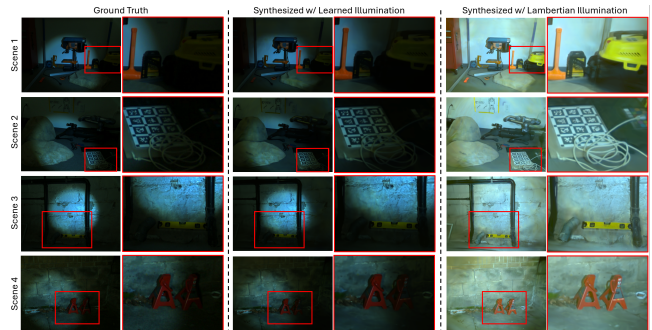 Ground Truth
Synthesized w/ Learned Illumination
Synthesized w/ Lambertian Illumination
Scene 1
Scene 2
Scene 3
Scene 4